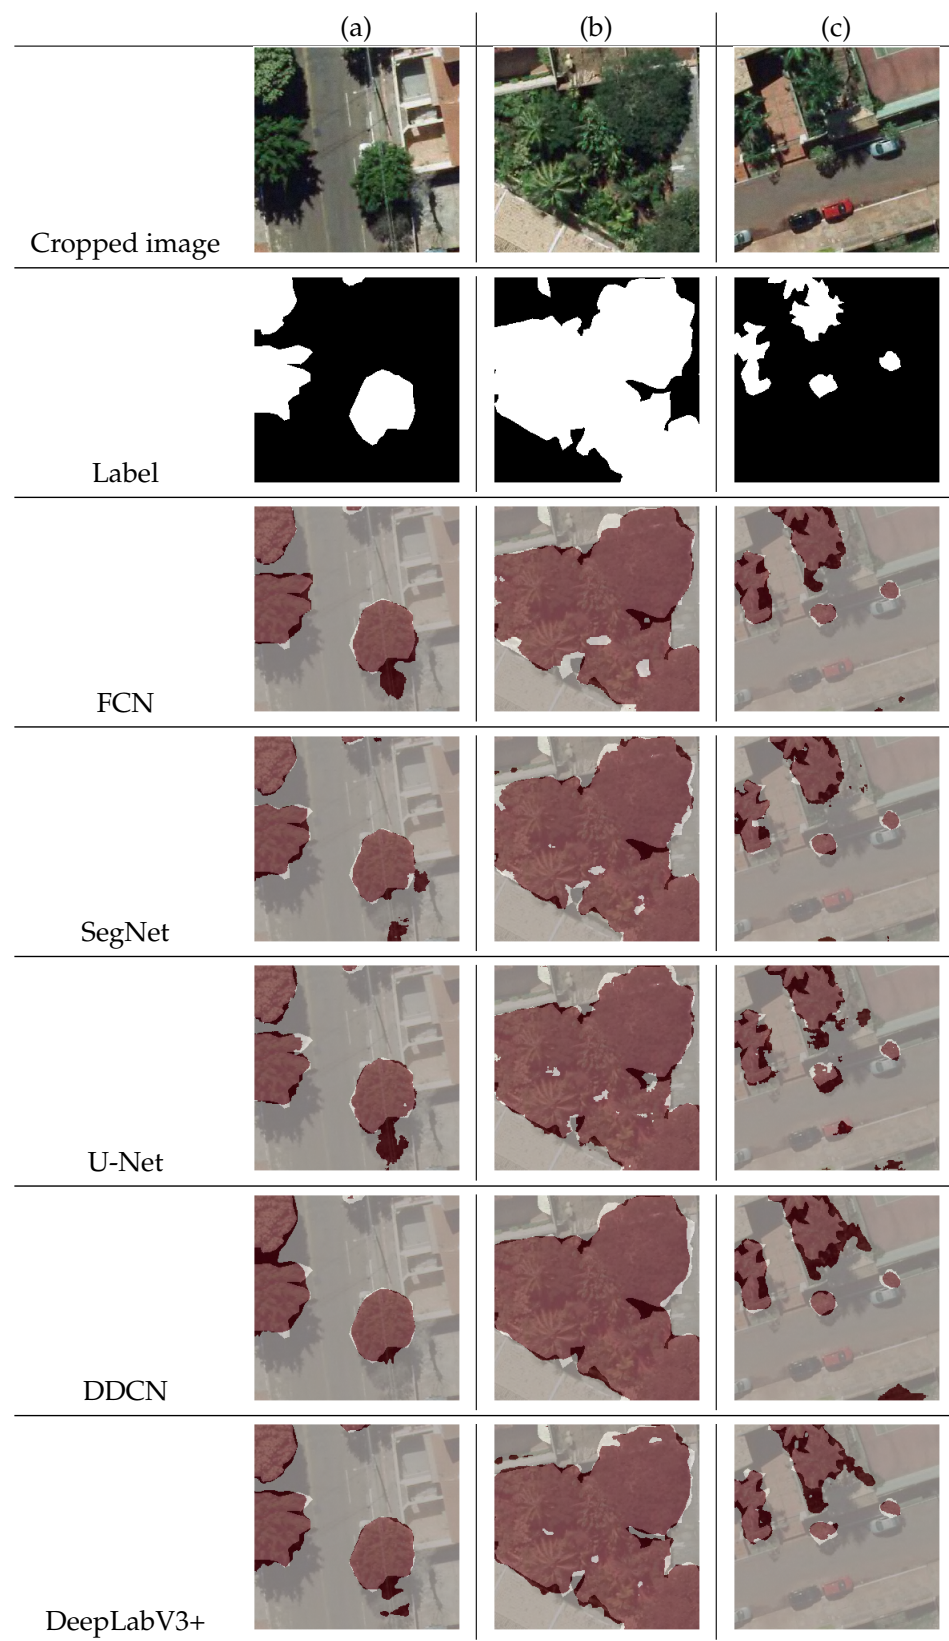 (a) (b) (c)
Cropped image
Label
FCN
SegNet
U-Net
DDCN
DeepLabV3+